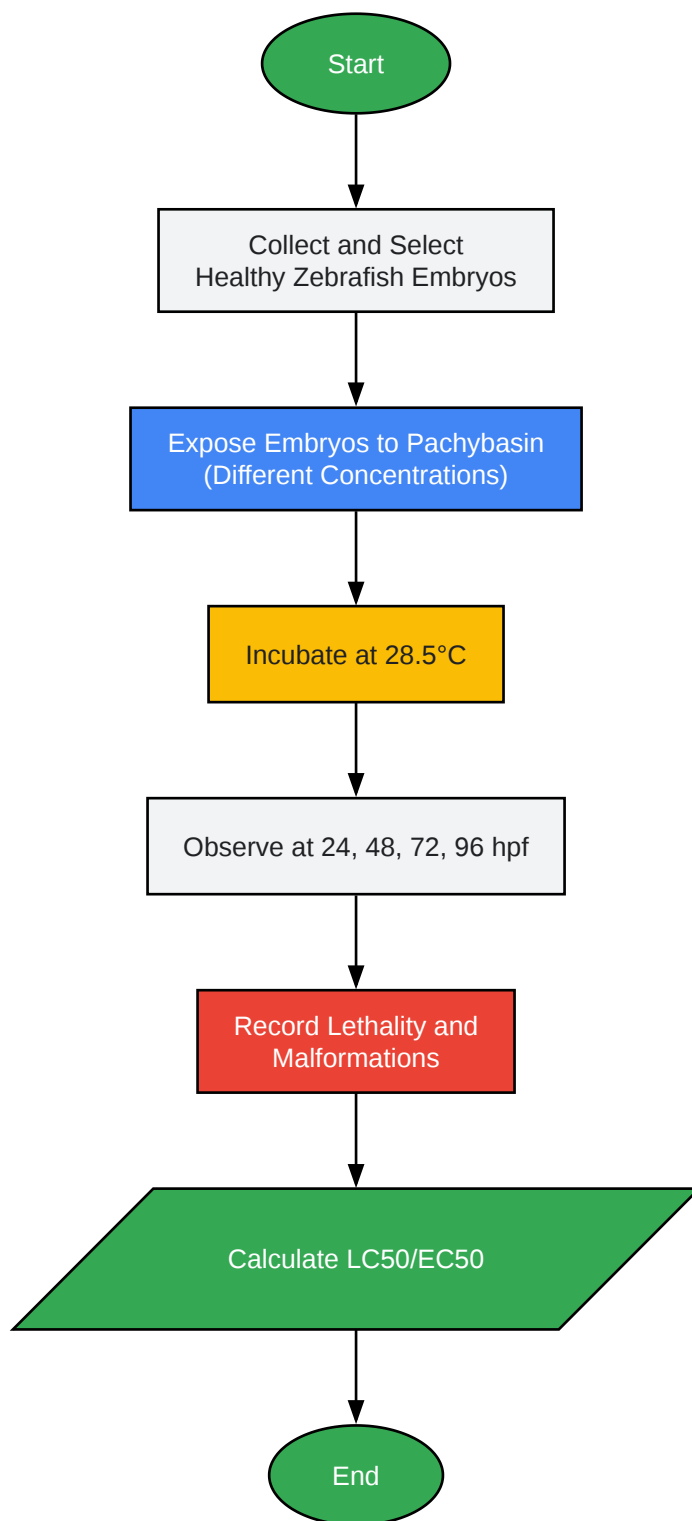 Start
Collect and Select
Healthy Zebrafish Embryos
Expose Embryos to Pachybasin
(Different Concentrations)
Incubate at 28.5°C
Observe at 24, 48, 72, 96 hpf
Record Lethality and
Malformations
Calculate LC50/EC50
End